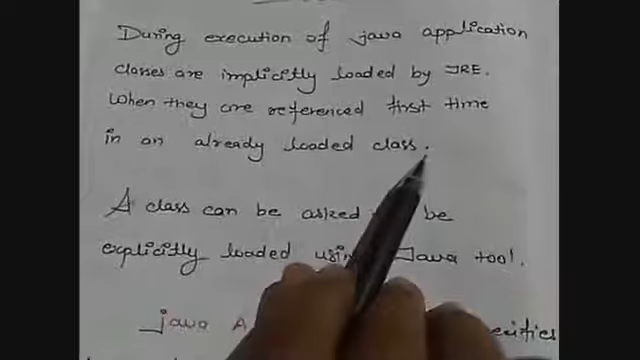 During execution of java application
classes are implicitly loaded by JRE.
When they are referenced first time
in an already loaded class.
A class can be asked be
explicitly loaded using Java tool.
java A